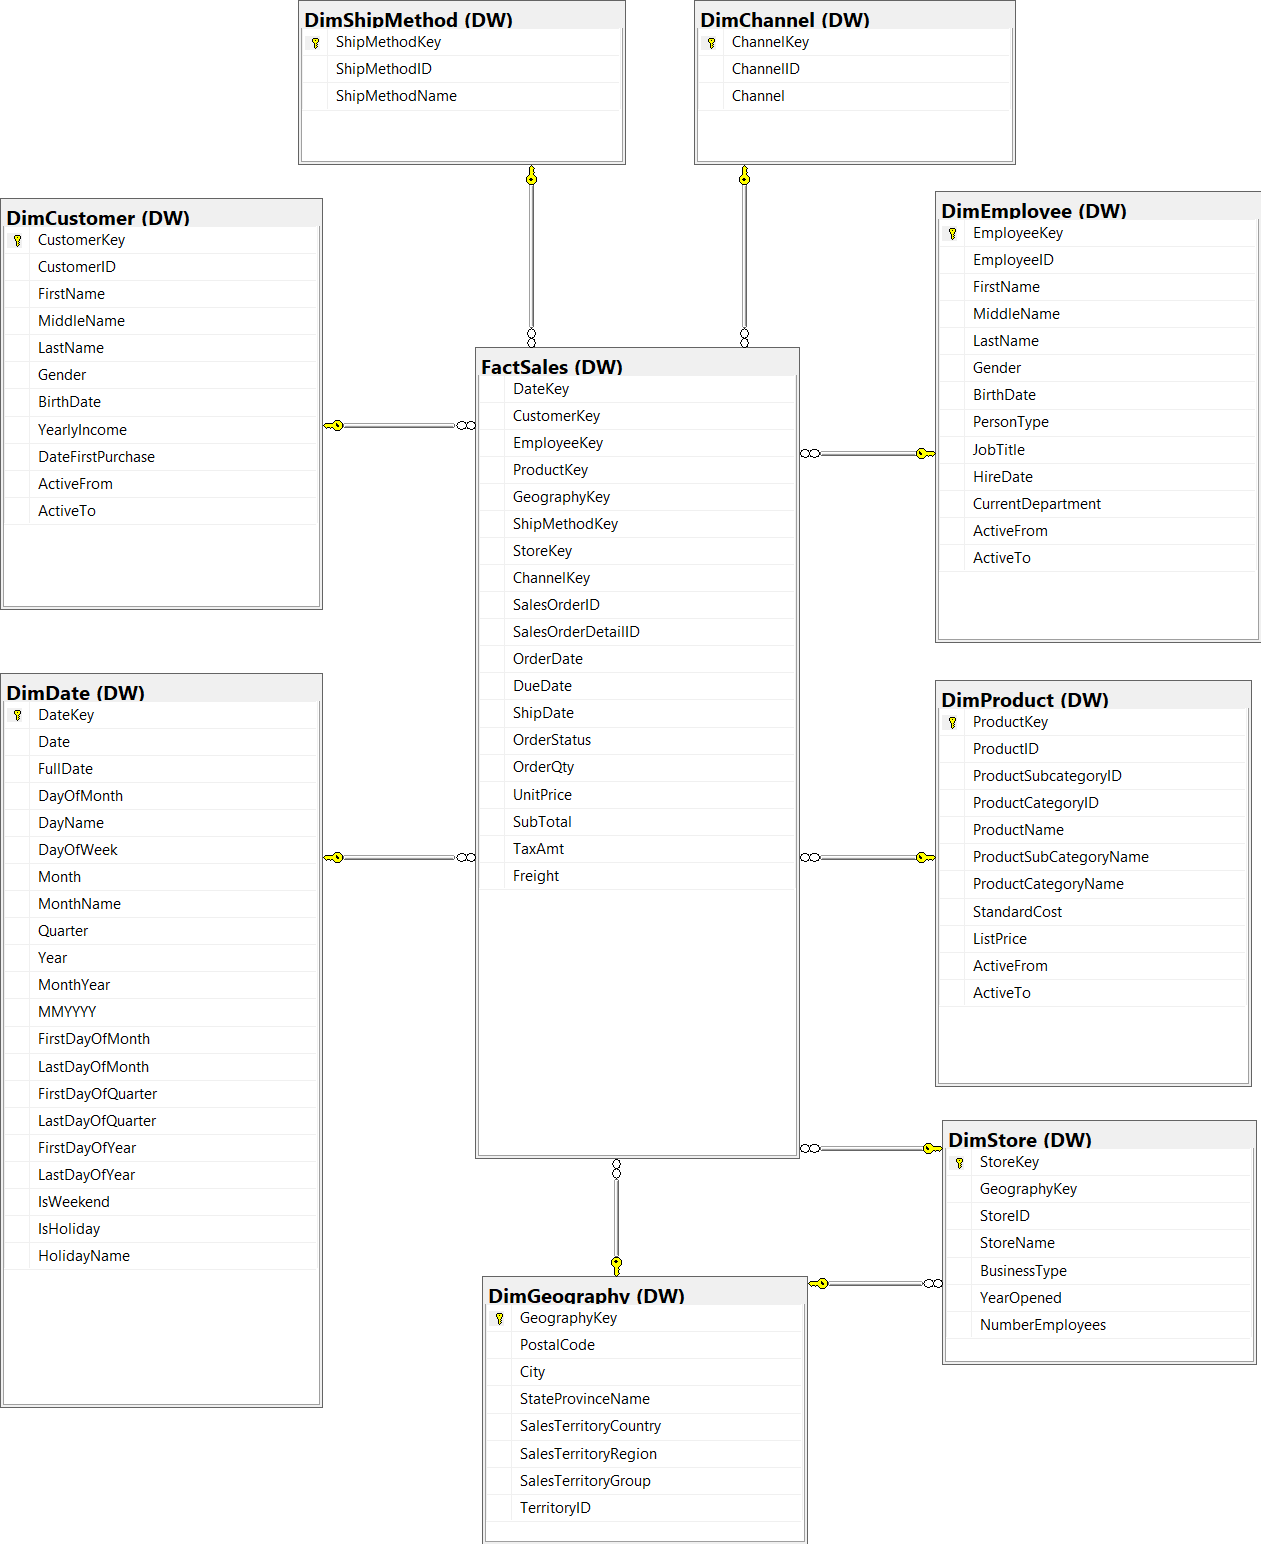 DimShipMethod (DW)
ShipMethodKey
ShipMethodID
ShipMethodName
DimChannel (DW)
ChannelKey
ChannelID
Channel
DimCustomer (DW)
CustomerKey
CustomerID
FirstName
MiddleName
LastName
Gender
BirthDate
YearlyIncome
DateFirstPurchase
ActiveFrom
ActiveTo
DimEmployee (DW)
EmployeeKey
EmployeeID
FirstName
MiddleName
LastName
Gender
BirthDate
PersonType
JobTitle
HireDate
CurrentDepartment
ActiveFrom
ActiveTo
FactSales (DW)
DateKey
CustomerKey
EmployeeKey
ProductKey
GeographyKey
ShipMethodKey
StoreKey
ChannelKey
SalesOrderID
SalesOrderDetailID
OrderDate
DueDate
ShipDate
OrderStatus
OrderQty
UnitPrice
SubTotal
TaxAmt
Freight
DimDate (DW)
DateKey
Date
FullDate
DayOfMonth
DayName
DayOfWeek
Month
MonthName
Quarter
Year
MonthYear
MMYYYY
FirstDayOfMonth
LastDayOfMonth
FirstDayOfQuarter
LastDayOfQuarter
FirstDayOfYear
LastDayOfYear
IsWeekend
IsHoliday
HolidayName
DimProduct (DW)
ProductKey
ProductID
ProductSubcategoryID
ProductCategoryID
ProductName
ProductSubCategoryName
ProductCategoryName
StandardCost
ListPrice
ActiveFrom
ActiveTo
DimStore (DW)
StoreKey
GeographyKey
StoreID
StoreName
BusinessType
YearOpened
NumberEmployees
DimGeography (DW)
GeographyKey
PostalCode
City
StateProvinceName
SalesTerritoryCountry
SalesTerritoryRegion
SalesTerritoryGroup
TerritoryID